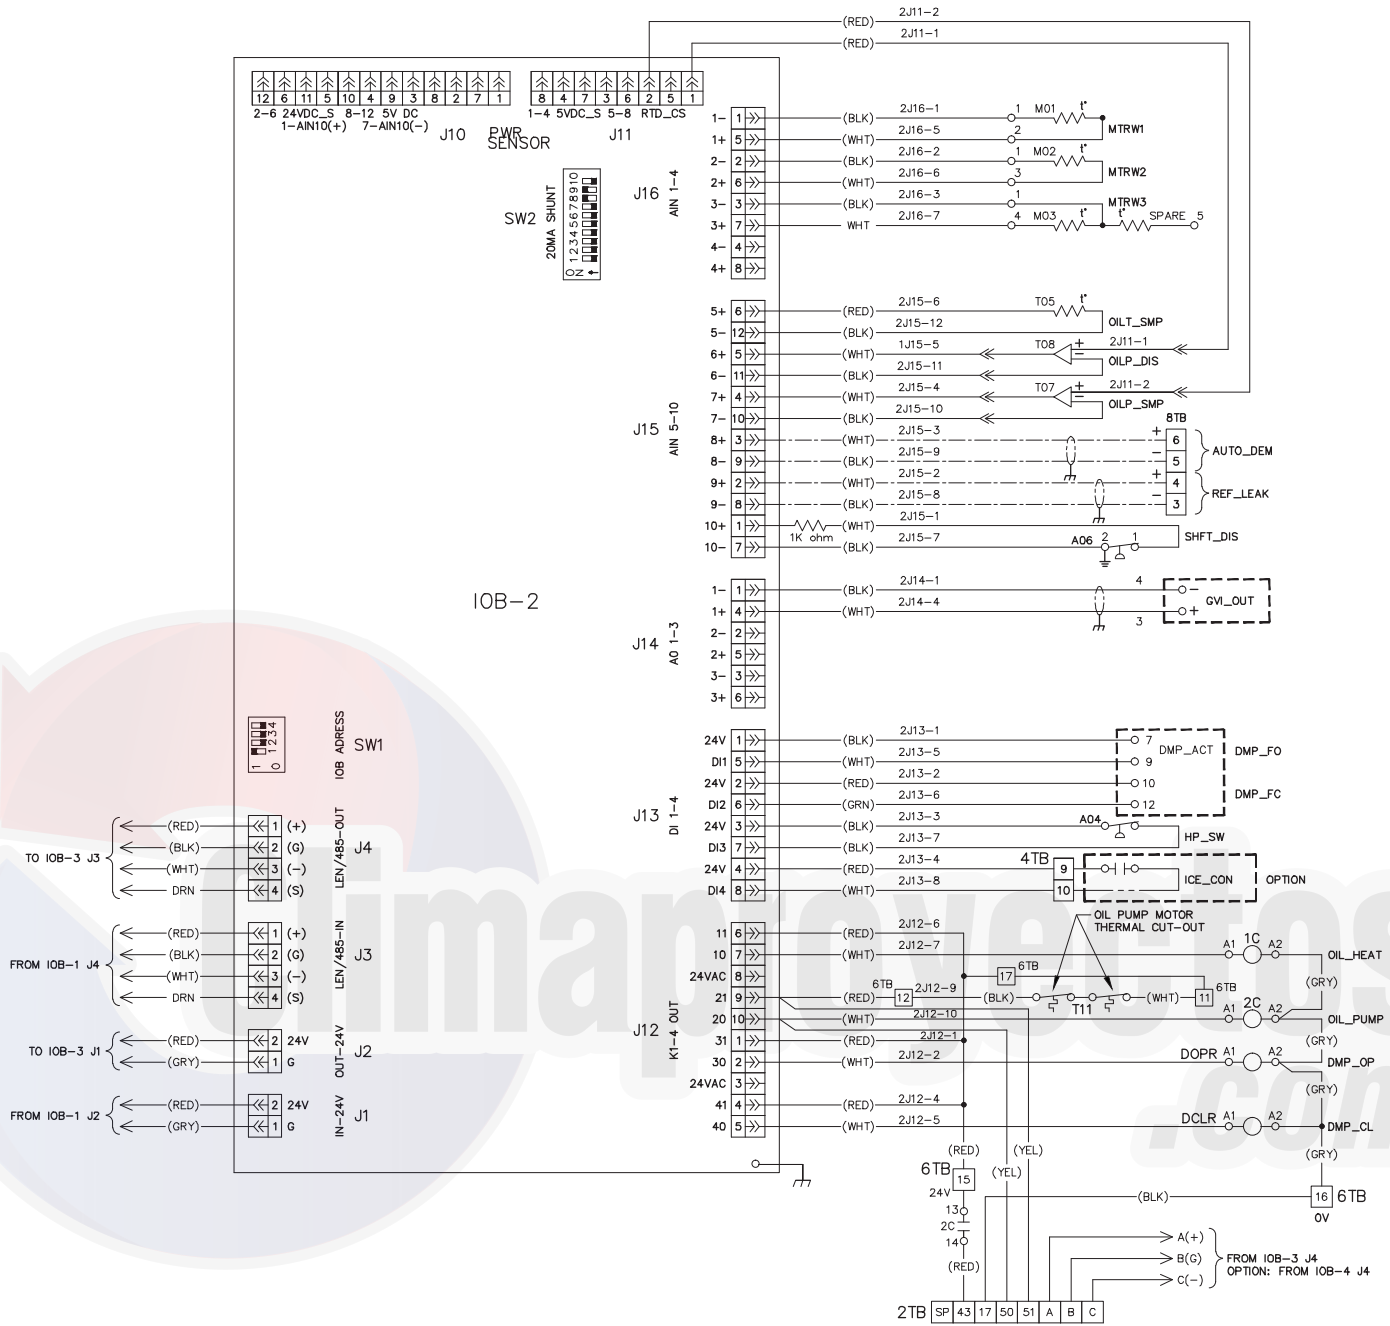 (RED) 2J11-2
(RED) 2J11-1
12 6 11 5 10 4 9 3 8 2 7 1
2-6 24VDC_S 8-12 5V DC
1-AIN10(+) 7-AIN10(-)
J10 PWR SENSOR
8 4 7 3 6 2 5 1
1-4 5VDC_S 5-8 RTD_CS
J11
SW2
20MA SHUNT
1 2 3 4 5 6 7 8 9 10
ON
J16
AIN 1-4
1- 1 (BLK) 2J16-1 1 M01 t°
1+ 5 (WHT) 2J16-5 2 MTRW1
2- 2 (BLK) 2J16-2 1 M02 t°
2+ 6 (WHT) 2J16-6 3 MTRW2
3- 3 (BLK) 2J16-3 1 MTRW3
3+ 7 WHT 2J16-7 4 M03 t° t° SPARE 5
4- 4
4+ 8
J15
AIN 5-10
5+ 6 (RED) 2J15-6 T05 t°
5- 12 (BLK) 2J15-12 OILT_SMP
6+ 5 (WHT) 1J15-5 T08 + - 2J11-1
6- 11 (BLK) 2J15-11 OILP_DIS
7+ 4 (WHT) 2J15-4 T07 + - 2J11-2
7- 10 (BLK) 2J15-10 OILP_SMP
8TB
8+ 3 (WHT) 2J15-3 + 6
8- 9 (BLK) 2J15-9 - 5 AUTO_DEM
9+ 2 (WHT) 2J15-2 + 4
9- 8 (BLK) 2J15-8 - 3 REF_LEAK
10+ 1 1K ohm (WHT) 2J15-1
10- 7 (BLK) 2J15-7 A06 2 1 SHFT_DIS
IOB-2
J14
AO 1-3
1- 1 (BLK) 2J14-1 4 -
1+ 4 (WHT) 2J14-4 3 + GVI_OUT
2- 2
2+ 5
3- 3
3+ 6
SW1
IOB ADRESS
1 2 3 4
1 0
J13
DI 1-4
24V 1 (BLK) 2J13-1 7 DMP_ACT
DI1 5 (WHT) 2J13-5 9 DMP_FO
24V 2 (RED) 2J13-2 10
DI2 6 (GRN) 2J13-6 12 DMP_FC
24V 3 (BLK) 2J13-3 A04
DI3 7 (BLK) 2J13-7 HP_SW
24V 4 (RED) 2J13-4 4TB 9
DI4 8 (WHT) 2J13-8 10 ICE_CON OPTION
OIL PUMP MOTOR
THERMAL CUT-OUT
TO IOB-3 J3
(RED) 1 (+)
(BLK) 2 (G)
(WHT) 3 (-)
DRN 4 (S)
J4
LEN/485-OUT
FROM IOB-1 J4
(RED) 1 (+)
(BLK) 2 (G)
(WHT) 3 (-)
DRN 4 (S)
J3
LEN/485-IN
TO IOB-3 J1
(RED) 2 24V
(GRY) 1 G
J2
OUT-24V
FROM IOB-1 J2
(RED) 2 24V
(GRY) 1 G
J1
IN-24V
J12
K1-4 OUT
11 6 (RED) 2J12-6
10 7 (WHT) 2J12-7 A1 1C A2 OIL_HEAT
24VAC 8 17 6TB (GRY)
21 9 (RED) 6TB 12 2J12-9 (BLK) T11 (WHT) 11 6TB
20 10 (WHT) 2J12-10 A1 2C A2 OIL_PUMP
31 1 (RED) 2J12-1 (GRY)
30 2 (WHT) 2J12-2 DOPR A1 A2 DMP_OP
24VAC 3 (GRY)
41 4 (RED) 2J12-4
40 5 (WHT) 2J12-5 DCLR A1 A2 DMP_CL
(RED) (YEL) (GRY)
6TB 15 (YEL)
24V
(BLK) 16 6TB
0V
13
2C
14
(RED)
A(+)
B(G)
C(-)
FROM IOB-3 J4
OPTION: FROM IOB-4 J4
2TB SP 43 17 50 51 A B C
Climaproyectos
.com